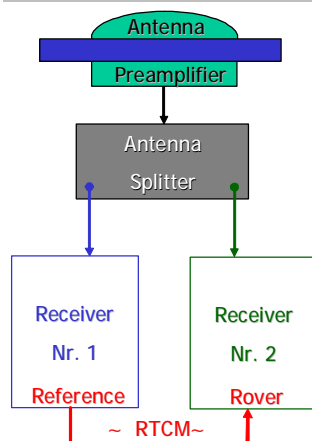 Antenna
Preamplifier
Antenna
Splitter
Receiver
Nr. 1
Reference
Receiver
Nr. 2
Rover
~ RTCM~